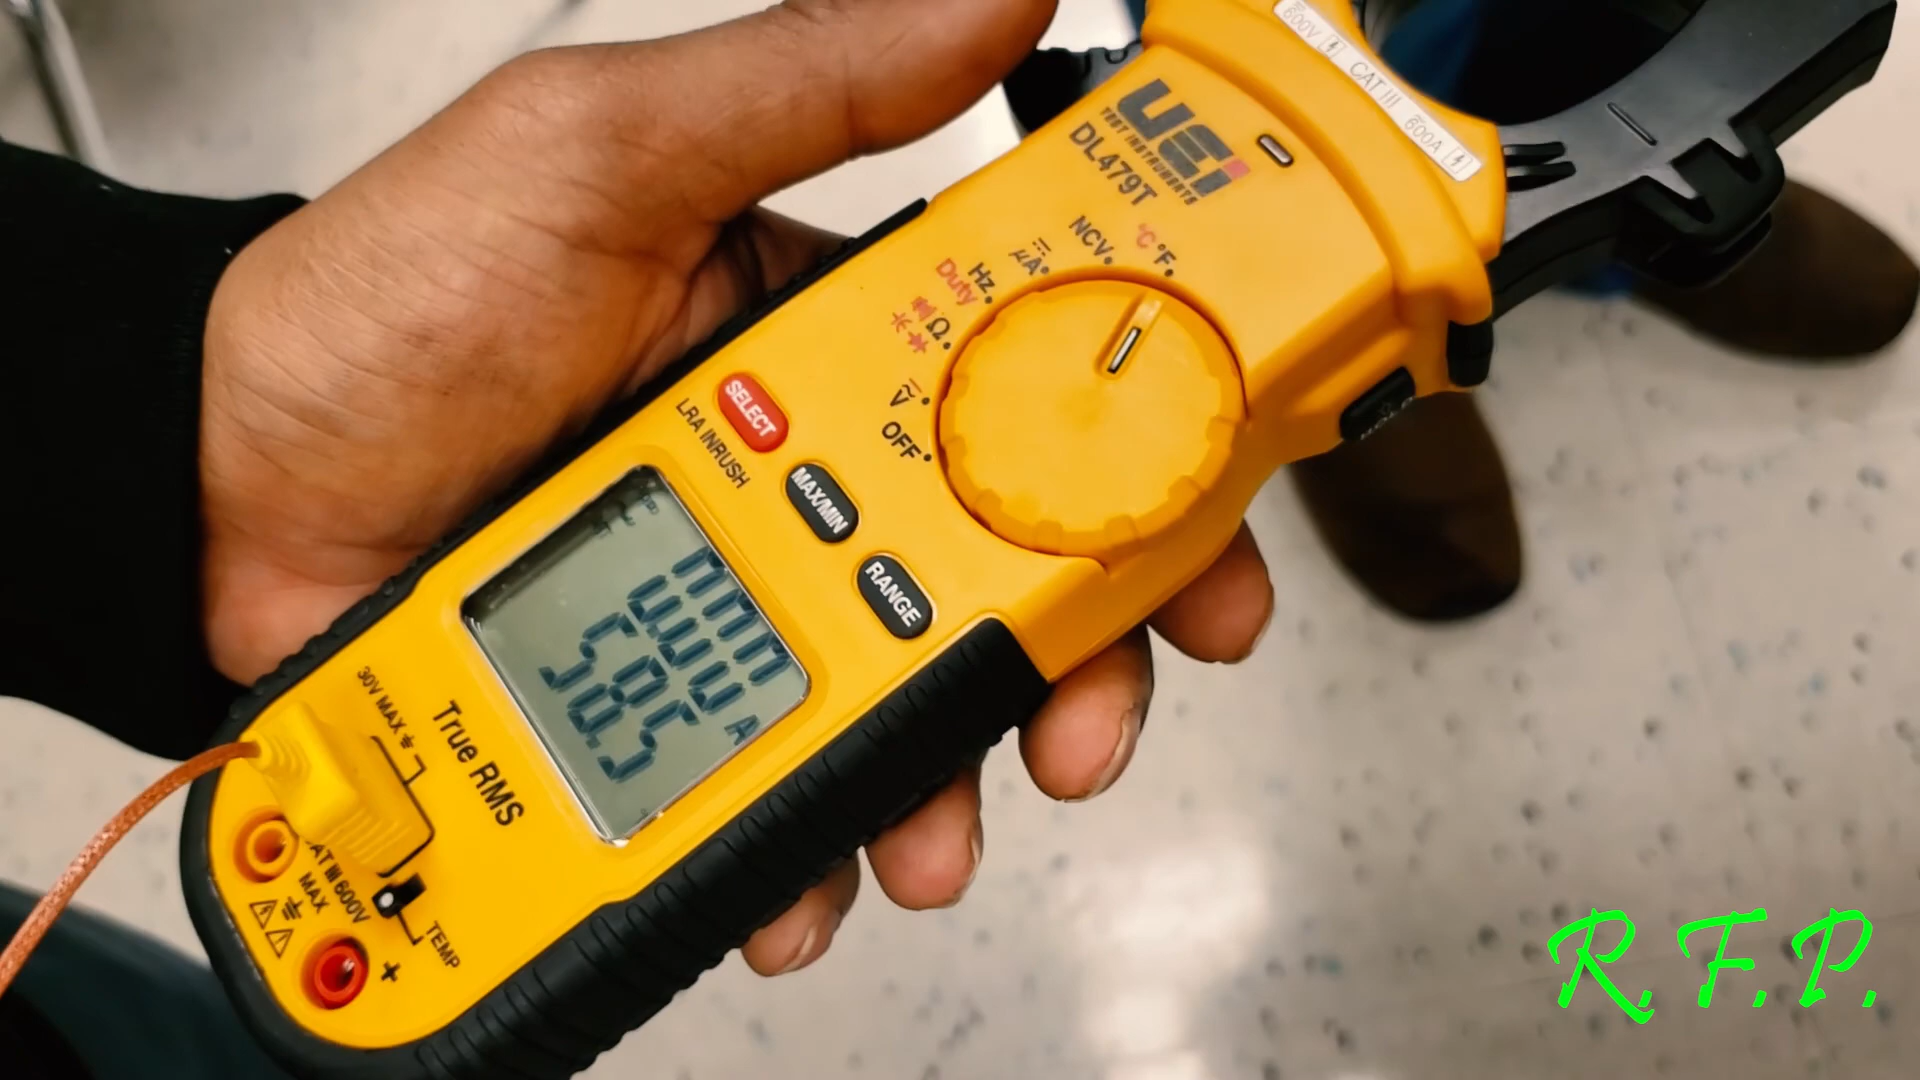 600V CAT III 600A
UEi
TEST INSTRUMENTS
DL479T
°C °F
NCV
µA
Hz
Duty
Ω
V
OFF
SELECT
LRA INRUSH
MAX/MIN
RANGE
A
58.5
True RMS
30V MAX
CAT III 600V
MAX
TEMP
+
R.F.P.